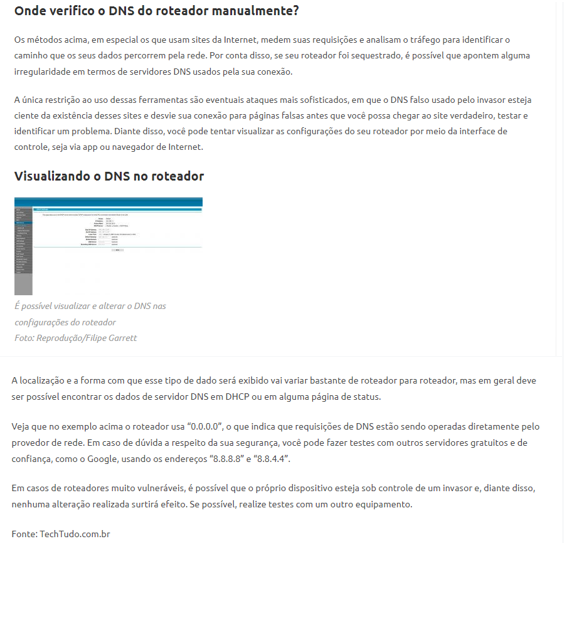 Onde verifico o DNS do roteador manualmente?
Os métodos acima, em especial os que usam sites da Internet, medem suas requisições e analisam o tráfego para identificar o
caminho que os seus dados percorrem pela rede. Por conta disso, se seu roteador foi sequestrado, é possível que apontem alguma
irregularidade em termos de servidores DNS usados pela sua conexão.
A única restrição ao uso dessas ferramentas são eventuais ataques mais sofisticados, em que o DNS falso usado pelo invasor esteja
ciente da existência desses sites e desvie sua conexão para páginas falsas antes que você possa chegar ao site verdadeiro, testar e
identificar um problema. Diante disso, você pode tentar visualizar as configurações do seu roteador por meio da interface de
controle, seja via app ou navegador de Internet.
Visualizando o DNS no roteador
É possível visualizar e alterar o DNS nas
configurações do roteador
Foto: Reprodução/Filipe Garrett
A localização e a forma com que esse tipo de dado será exibido vai variar bastante de roteador para roteador, mas em geral deve
ser possível encontrar os dados de servidor DNS em DHCP ou em alguma página de status.
Veja que no exemplo acima o roteador usa “0.0.0.0”, o que indica que requisições de DNS estão sendo operadas diretamente pelo
provedor de rede. Em caso de dúvida a respeito da sua segurança, você pode fazer testes com outros servidores gratuitos e de
confiança, como o Google, usando os endereços “8.8.8.8” e “8.8.4.4”.
Em casos de roteadores muito vulneráveis, é possível que o próprio dispositivo esteja sob controle de um invasor e, diante disso,
nenhuma alteração realizada surtirá efeito. Se possível, realize testes com um outro equipamento.
Fonte: TechTudo.com.br